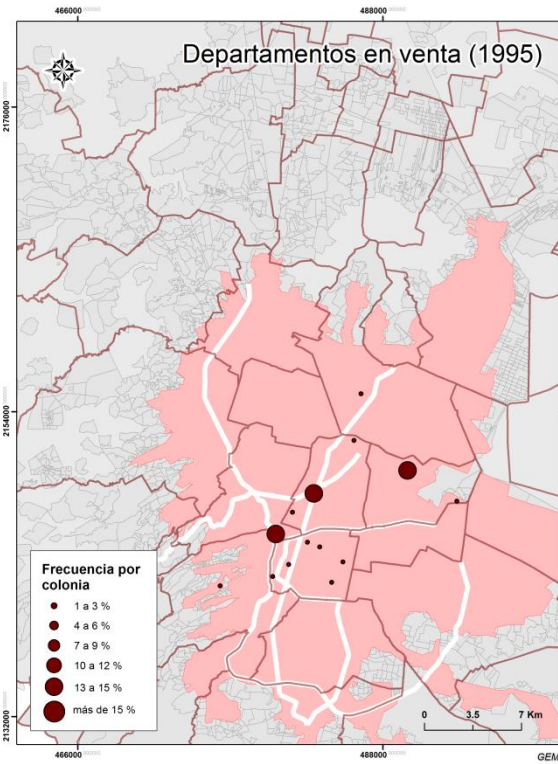 466000
488000
Departamentos en venta (1995)
2176000
2154000
2132000
Frecuencia por
colonia
1 a 3 %
4 a 6 %
7 a 9 %
10 a 12 %
13 a 15 %
más de 15 %
0 3.5 7 Km
466000
488000
GEM